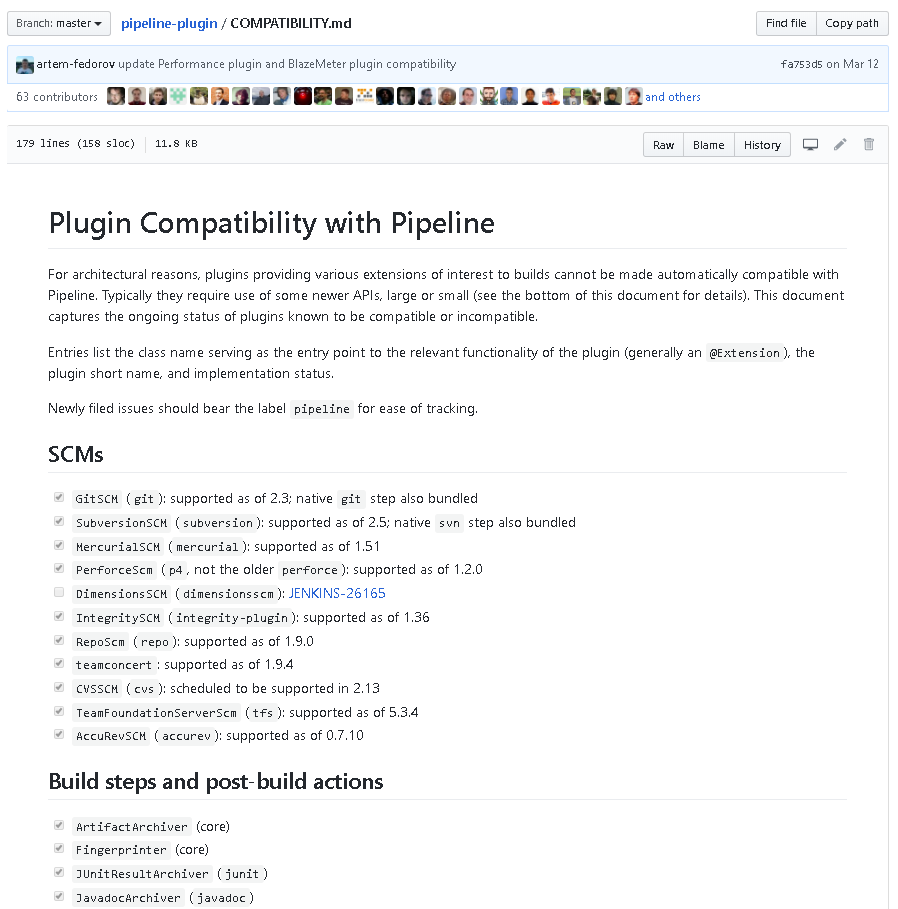 Branch: master
pipeline-plugin / COMPATIBILITY.md
Find file
Copy path
artem-fedorov update Performance plugin and BlazeMeter plugin compatibility
fa753d5 on Mar 12
63 contributors
and others
179 lines (158 sloc)
11.8 KB
Raw
Blame
History
Plugin Compatibility with Pipeline
For architectural reasons, plugins providing various extensions of interest to builds cannot be made automatically compatible with
Pipeline. Typically they require use of some newer APIs, large or small (see the bottom of this document for details). This document
captures the ongoing status of plugins known to be compatible or incompatible.
Entries list the class name serving as the entry point to the relevant functionality of the plugin (generally an @Extension), the
plugin short name, and implementation status.
Newly filed issues should bear the label pipeline for ease of tracking.
SCMs
GitSCM (git): supported as of 2.3; native git step also bundled
SubversionSCM (subversion): supported as of 2.5; native svn step also bundled
MercurialSCM (mercurial): supported as of 1.51
PerforceScm (p4, not the older perforce): supported as of 1.2.0
DimensionsSCM (dimensionsscm): JENKINS-26165
IntegritySCM (integrity-plugin): supported as of 1.36
RepoScm (repo): supported as of 1.9.0
teamconcert: supported as of 1.9.4
CVSSCM (cvs): scheduled to be supported in 2.13
TeamFoundationServerScm (tfs): supported as of 5.3.4
AccuRevSCM (accurev): supported as of 0.7.10
Build steps and post-build actions
ArtifactArchiver (core)
Fingerprinter (core)
JUnitResultArchiver (junit)
JavadocArchiver (javadoc)